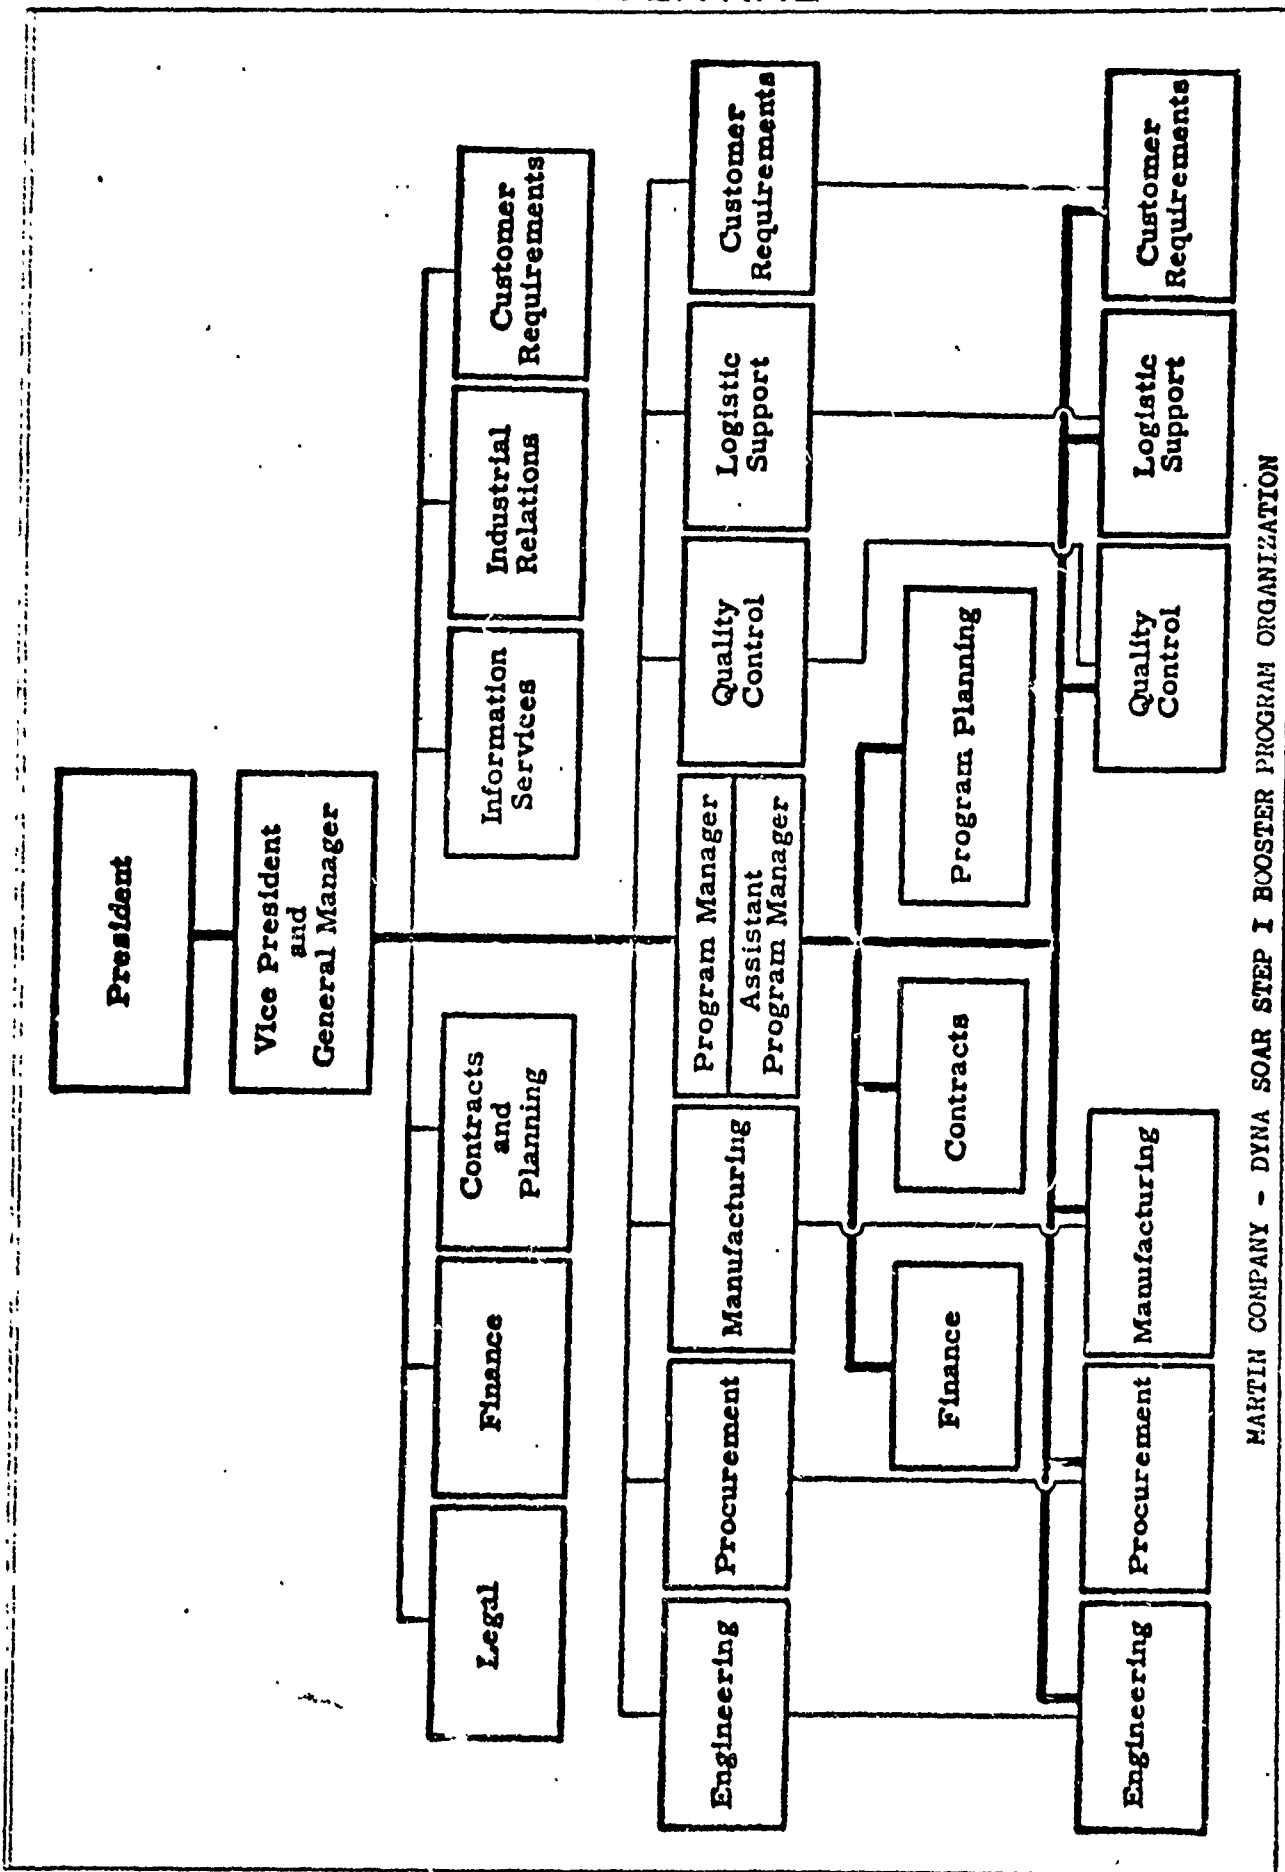 President
Vice President
and
General Manager
Legal
Finance
Contracts
and
Planning
Information
Services
Industrial
Relations
Customer
Requirements
Engineering
Procurement
Manufacturing
Program Manager
Assistant
Program Manager
Quality
Control
Logistic
Support
Customer
Requirements
Finance
Contracts
Program Planning
Engineering
Procurement
Manufacturing
Quality
Control
Logistic
Support
Customer
Requirements
MARTIN COMPANY - DYNA SOAR STEP I BOOSTER PROGRAM ORGANIZATION